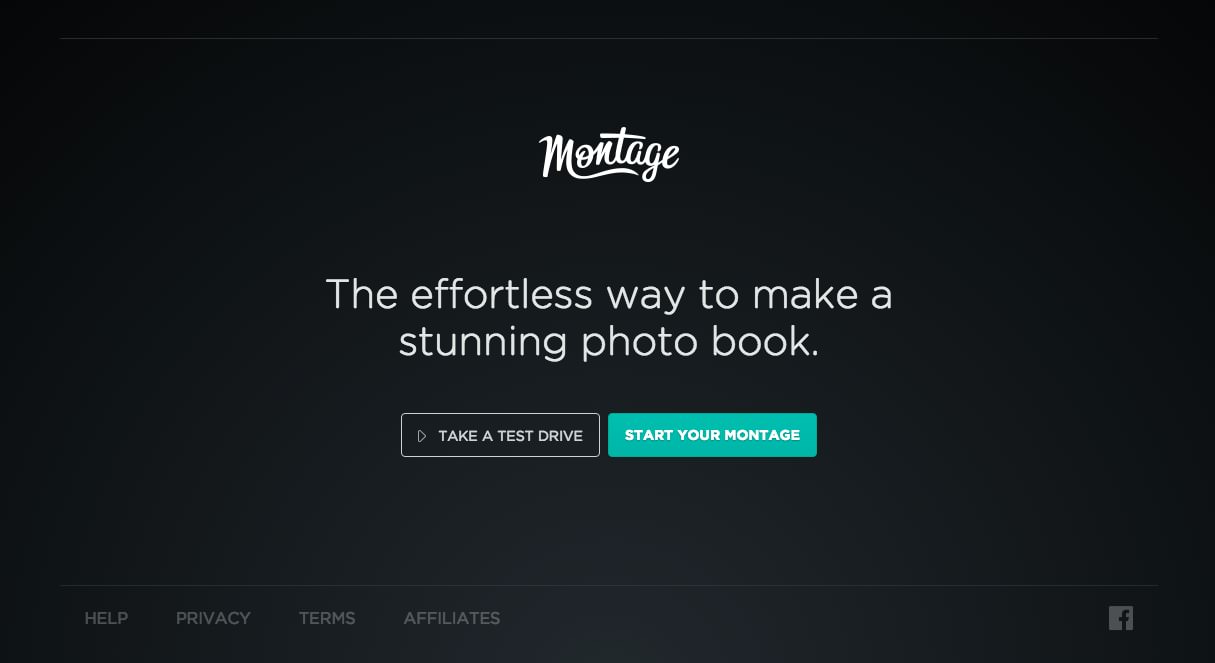 Montage
The effortless way to make a
stunning photo book.
TAKE A TEST DRIVE
START YOUR MONTAGE
HELP
PRIVACY
TERMS
AFFILIATES